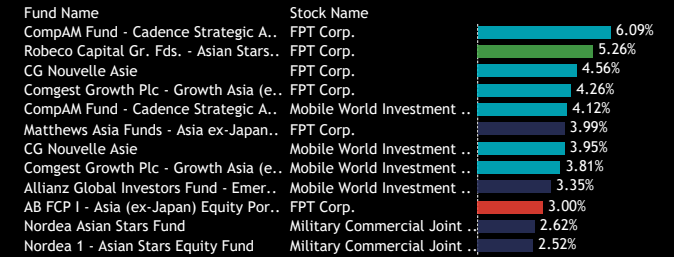 Fund Name Stock Name
CompAM Fund - Cadence Strategic A.. FPT Corp. 6.09%
Robeco Capital Gr. Fds. - Asian Stars.. FPT Corp. 5.26%
CG Nouvelle Asie FPT Corp. 4.56%
Comgest Growth Plc - Growth Asia (e.. FPT Corp. 4.26%
CompAM Fund - Cadence Strategic A.. Mobile World Investment .. 4.12%
Matthews Asia Funds - Asia ex-Japan.. FPT Corp. 3.99%
CG Nouvelle Asie Mobile World Investment .. 3.95%
Comgest Growth Plc - Growth Asia (e.. Mobile World Investment .. 3.81%
Allianz Global Investors Fund - Emer.. Mobile World Investment .. 3.35%
AB FCP I - Asia (ex-Japan) Equity Por.. FPT Corp. 3.00%
Nordea Asian Stars Fund Military Commercial Joint .. 2.62%
Nordea 1 - Asian Stars Equity Fund Military Commercial Joint .. 2.52%